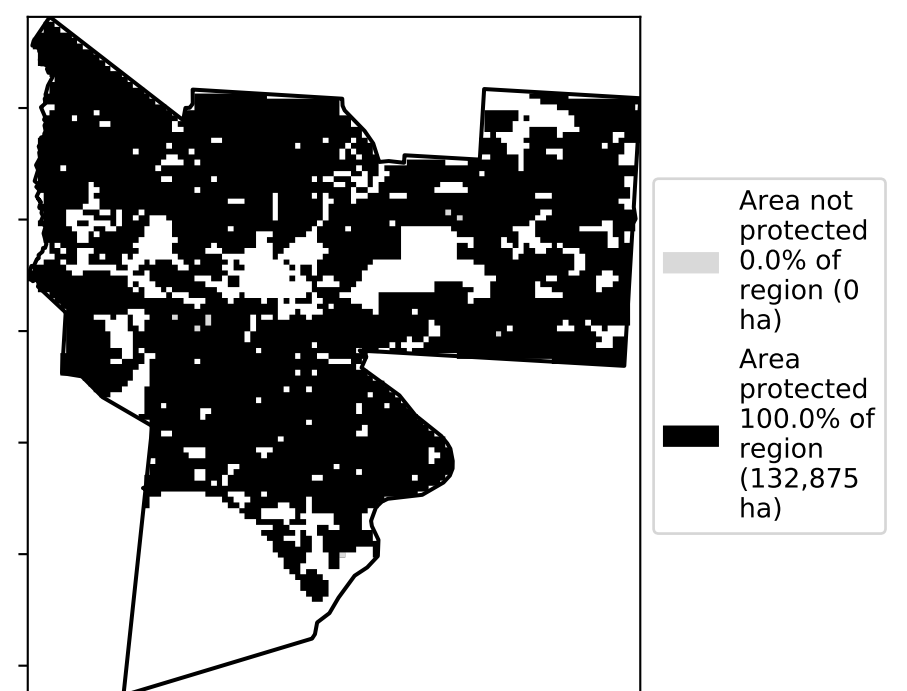 Area not
protected
0.0% of
region (0
ha)
Area
protected
100.0% of
region
(132,875
ha)